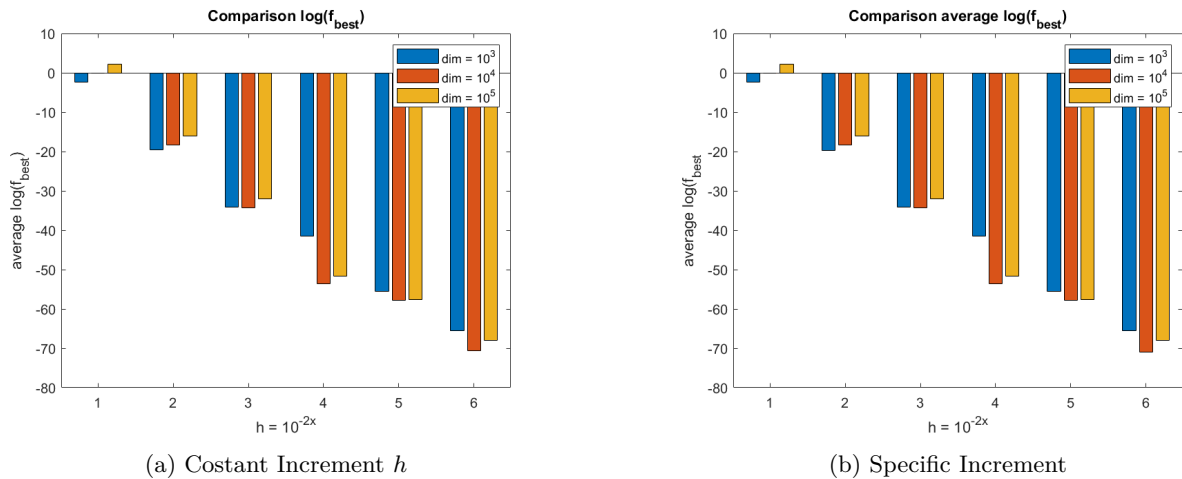 Comparison log(f_best)
10
0
-10
-20
-30
-40
-50
-60
-70
-80
average log(f_best)
1 2 3 4 5 6
h = 10^-2x
dim = 10^3
dim = 10^4
dim = 10^5
(a) Costant Increment h
Comparison average log(f_best)
10
0
-10
-20
-30
-40
-50
-60
-70
-80
average log(f_best
1 2 3 4 5 6
h = 10^-2x
dim = 10^3
dim = 10^4
dim = 10^5
(b) Specific Increment